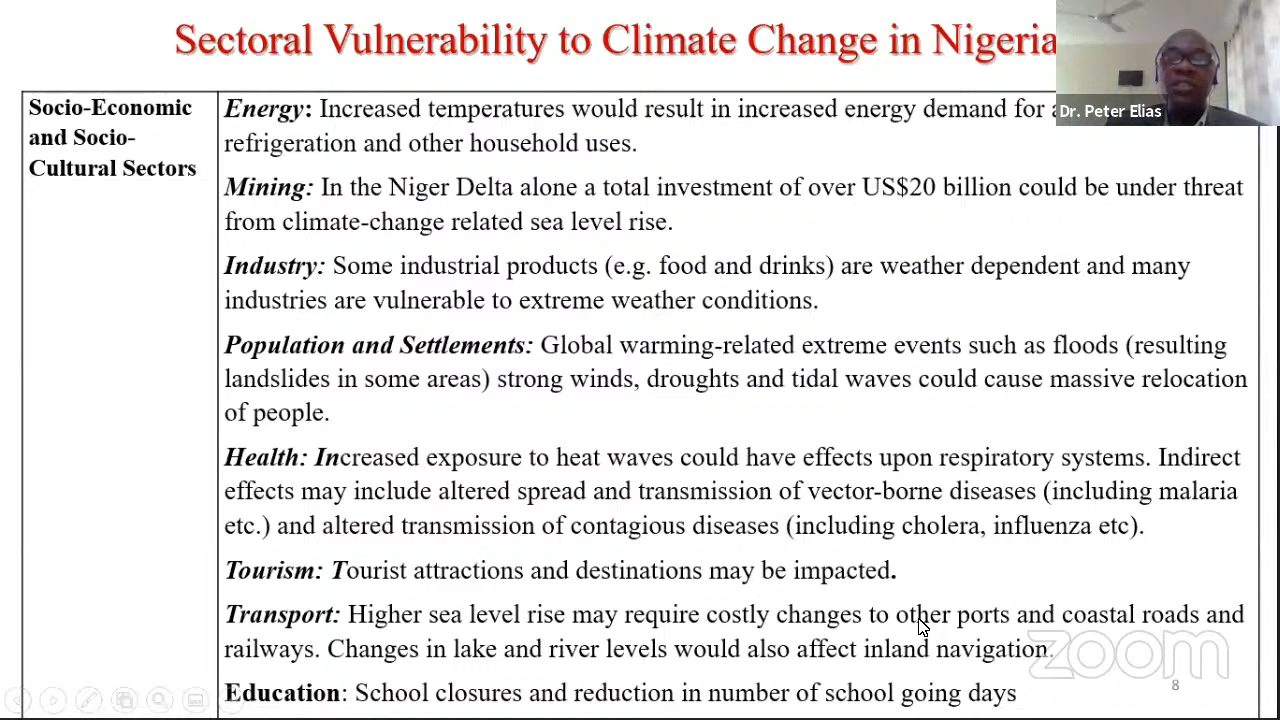 Sectoral Vulnerability to Climate Change in Nigeria
Dr. Peter Elias
Socio-Economic
and Socio-
Cultural Sectors
Energy: Increased temperatures would result in increased energy demand for
refrigeration and other household uses.
Mining: In the Niger Delta alone a total investment of over US$20 billion could be under threat
from climate-change related sea level rise.
Industry: Some industrial products (e.g. food and drinks) are weather dependent and many
industries are vulnerable to extreme weather conditions.
Population and Settlements: Global warming-related extreme events such as floods (resulting
landslides in some areas) strong winds, droughts and tidal waves could cause massive relocation
of people.
Health: Increased exposure to heat waves could have effects upon respiratory systems. Indirect
effects may include altered spread and transmission of vector-borne diseases (including malaria
etc.) and altered transmission of contagious diseases (including cholera, influenza etc).
Tourism: Tourist attractions and destinations may be impacted.
Transport: Higher sea level rise may require costly changes to other ports and coastal roads and
railways. Changes in lake and river levels would also affect inland navigation.
Education: School closures and reduction in number of school going days
zoom
8